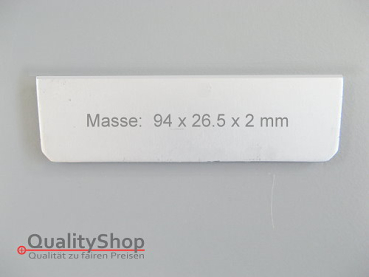 Masse: 94 x 26.5 x 2 mm
QualityShop
Qualität zu fairen Preisen